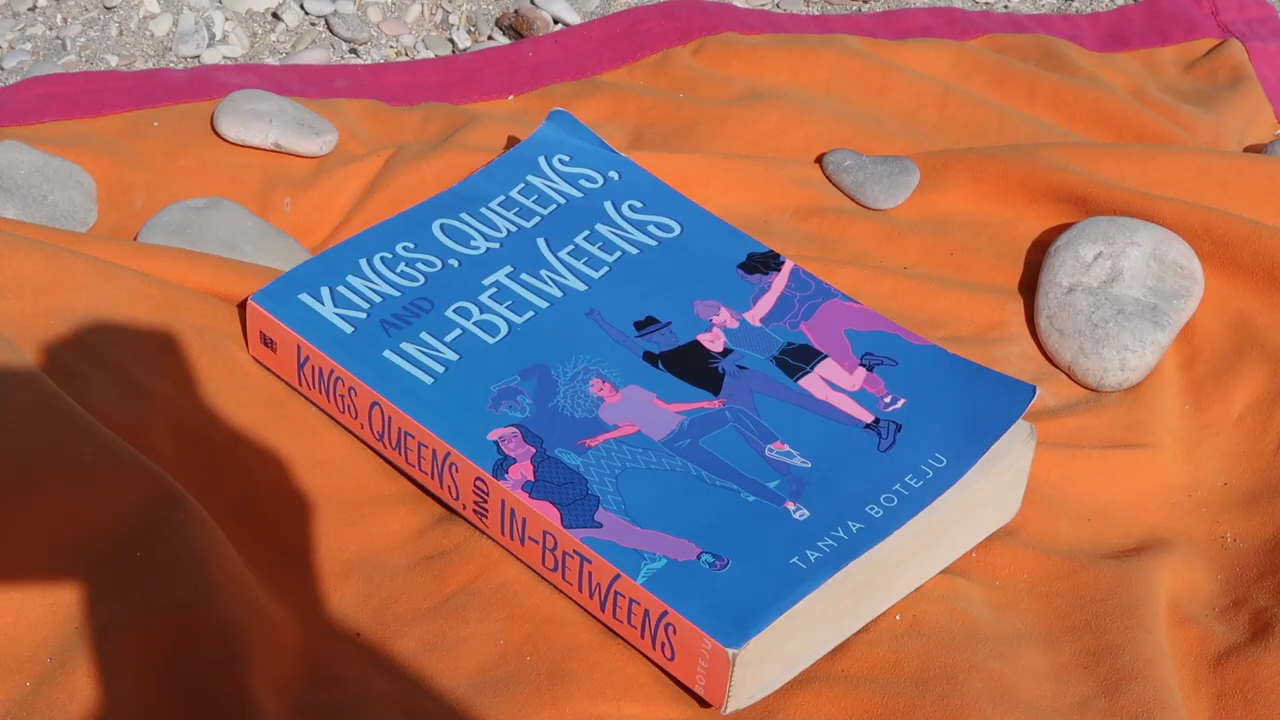 KINGS, QUEENS,
AND
IN-BETWEENS
TANYA BOTEJU
KINGS, QUEENS, AND IN-BETWEENS
BOTEJU